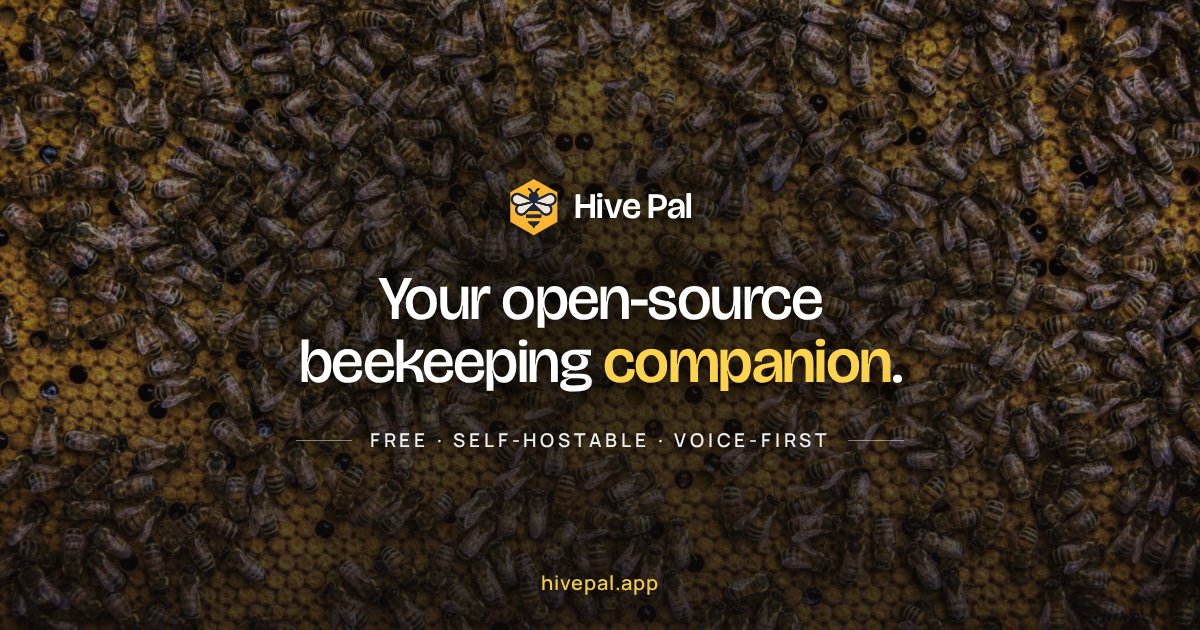 Hive Pal
Your open-source
beekeeping companion.
FREE · SELF-HOSTABLE · VOICE-FIRST
hivepal.app